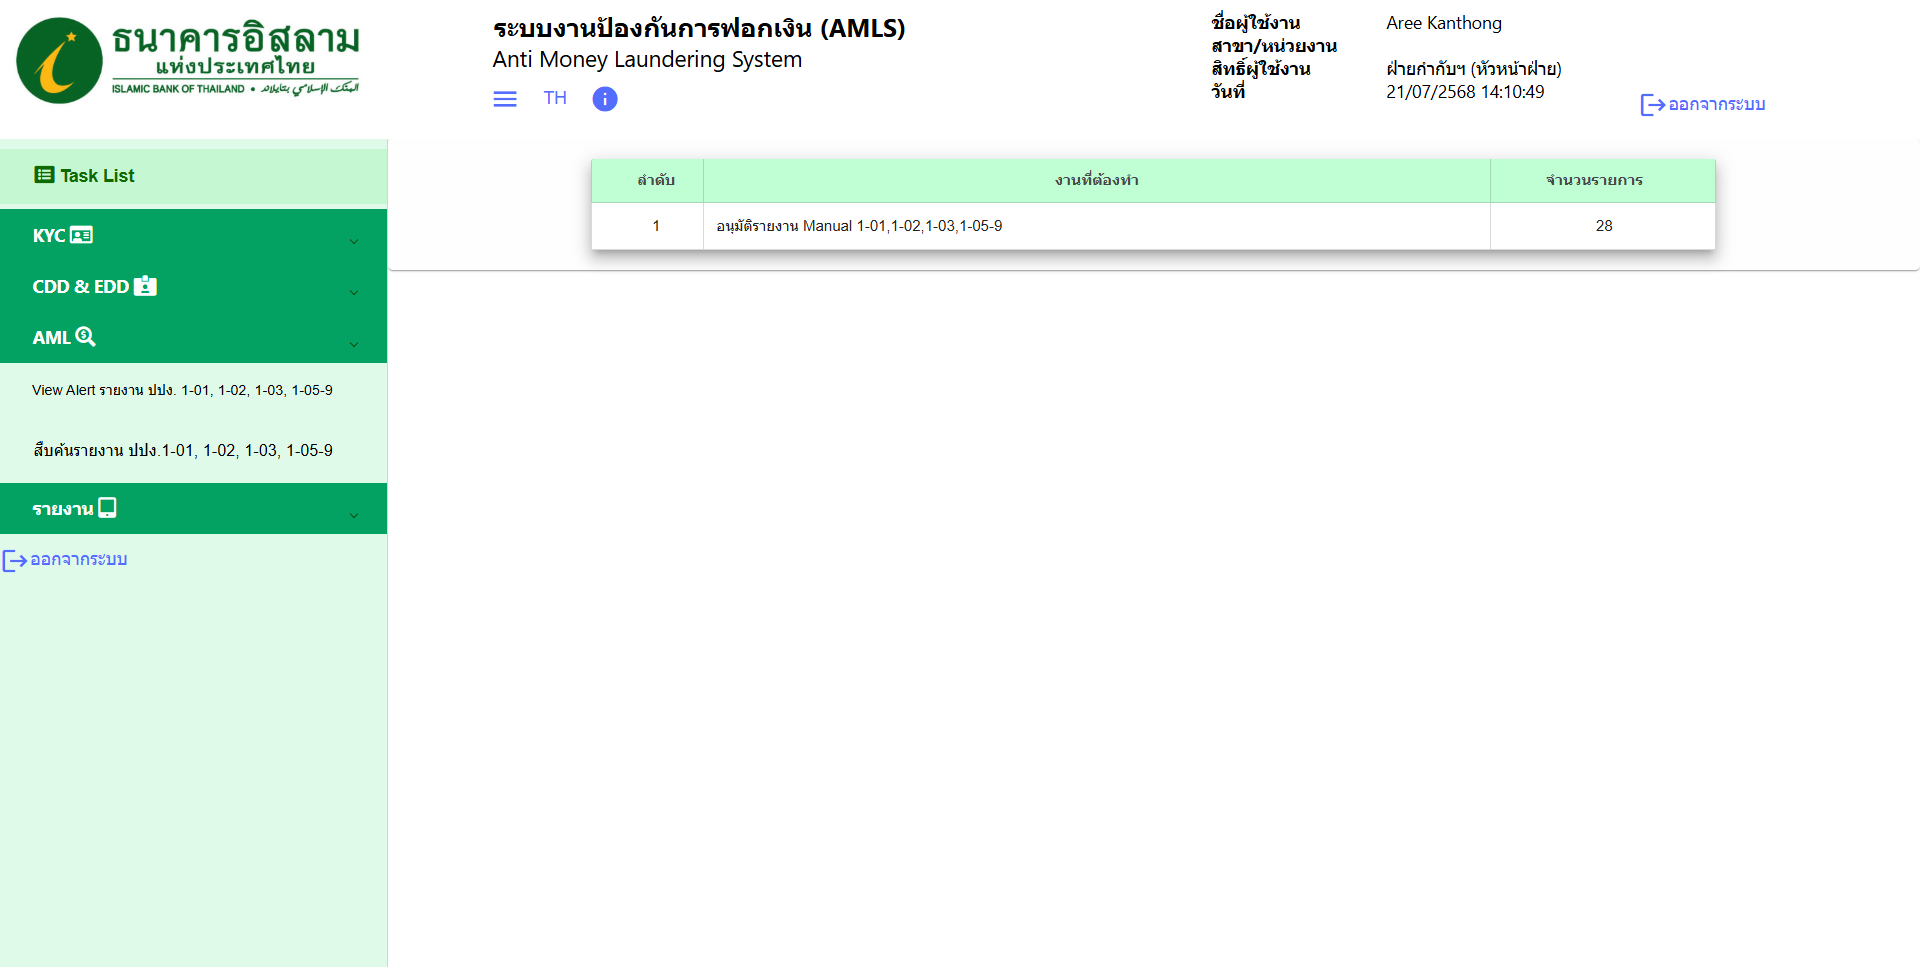 ธนาคารอิสลาม
แห่งประเทศไทย
ISLAMIC BANK OF THAILAND •
ระบบงานป้องกันการฟอกเงิน (AMLS)
Anti Money Laundering System
TH
ชื่อผู้ใช้งาน Aree Kanthong
สาขา/หน่วยงาน
สิทธิ์ผู้ใช้งาน ฝ่ายกำกับฯ (หัวหน้าฝ่าย)
วันที่ 21/07/2568 14:10:49
ออกจากระบบ
Task List
KYC
CDD & EDD
AML
View Alert รายงาน ปปง. 1-01, 1-02, 1-03, 1-05-9
สืบค้นรายงาน ปปง.1-01, 1-02, 1-03, 1-05-9
รายงาน
ออกจากระบบ
ลำดับ งานที่ต้องทำ จำนวนรายการ
1 อนุมัติรายงาน Manual 1-01,1-02,1-03,1-05-9 28